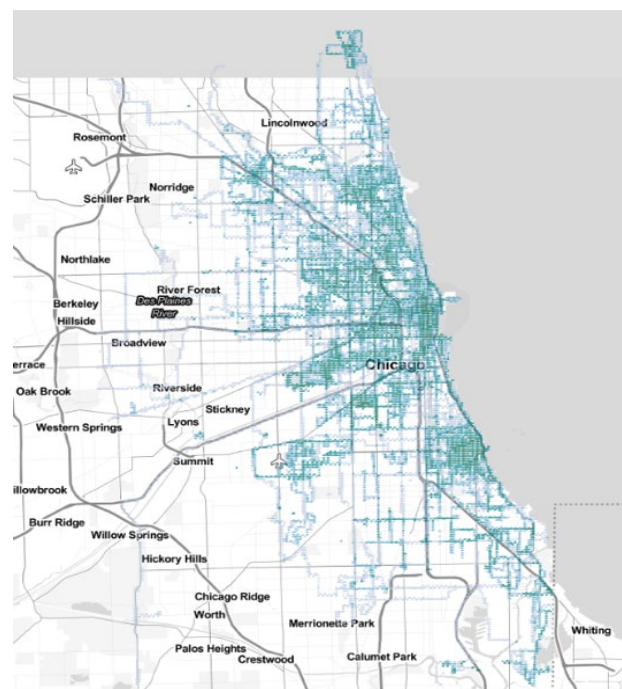 Lincolnwood
Rosemont
Norridge
Schiller Park
Northlake
River Forest
Des Plaines
River
Berkeley
Hillside
Broadview
errace
Chicago
Riverside
Oak Brook
Stickney
Lyons
Western Springs
Summit
illowbrook
Burr Ridge
Willow Springs
Hickory Hills
Chicago Ridge
Worth
Merrionette Park
Whiting
Palos Heights
Crestwood
Calumet Park